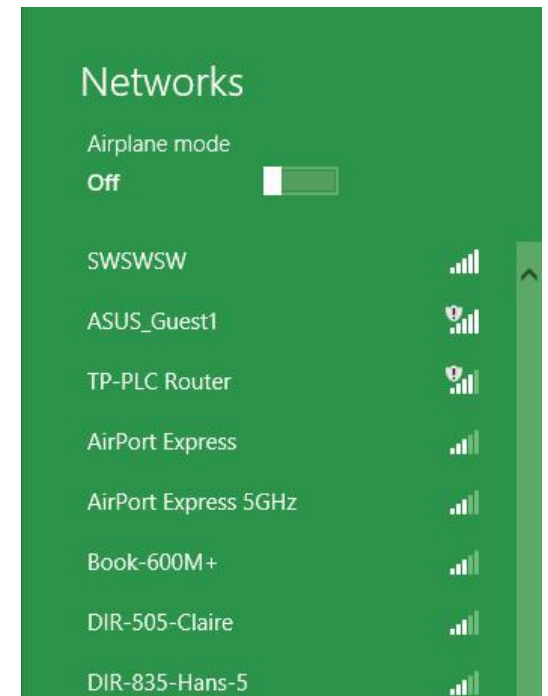 Networks
Airplane mode
Off
SWSWSW
ASUS_Guest1
TP-PLC Router
AirPort Express
AirPort Express 5GHz
Book-600M+
DIR-505-Claire
DIR-835-Hans-5